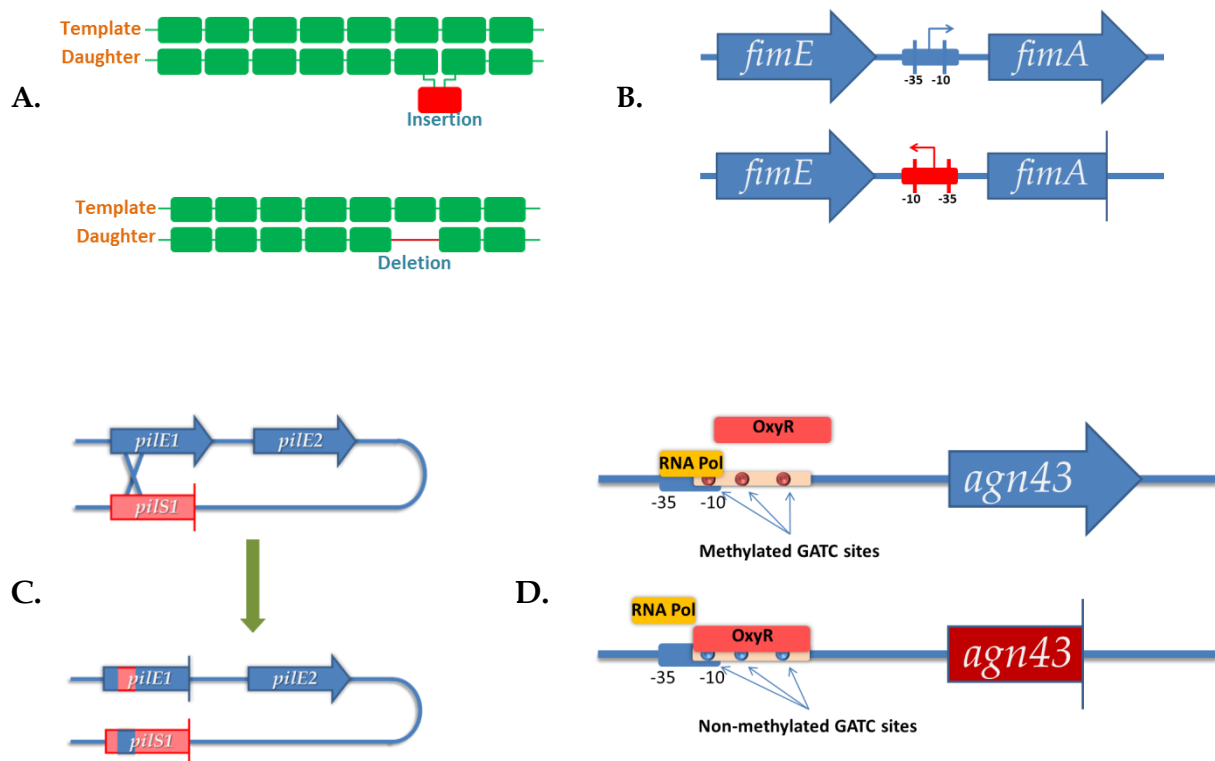 A.
Template
Daughter
Insertion
Template
Daughter
Deletion
B.
fimE
fimA
-35 -10
fimE
fimA
-10 -35
C.
pilE1
pilE2
pilS1
pilE1
pilE2
pilS1
D.
OxyR
RNA Pol
agn43
-35 -10
Methylated GATC sites
RNA Pol
OxyR
agn43
-35 -10
Non-methylated GATC sites